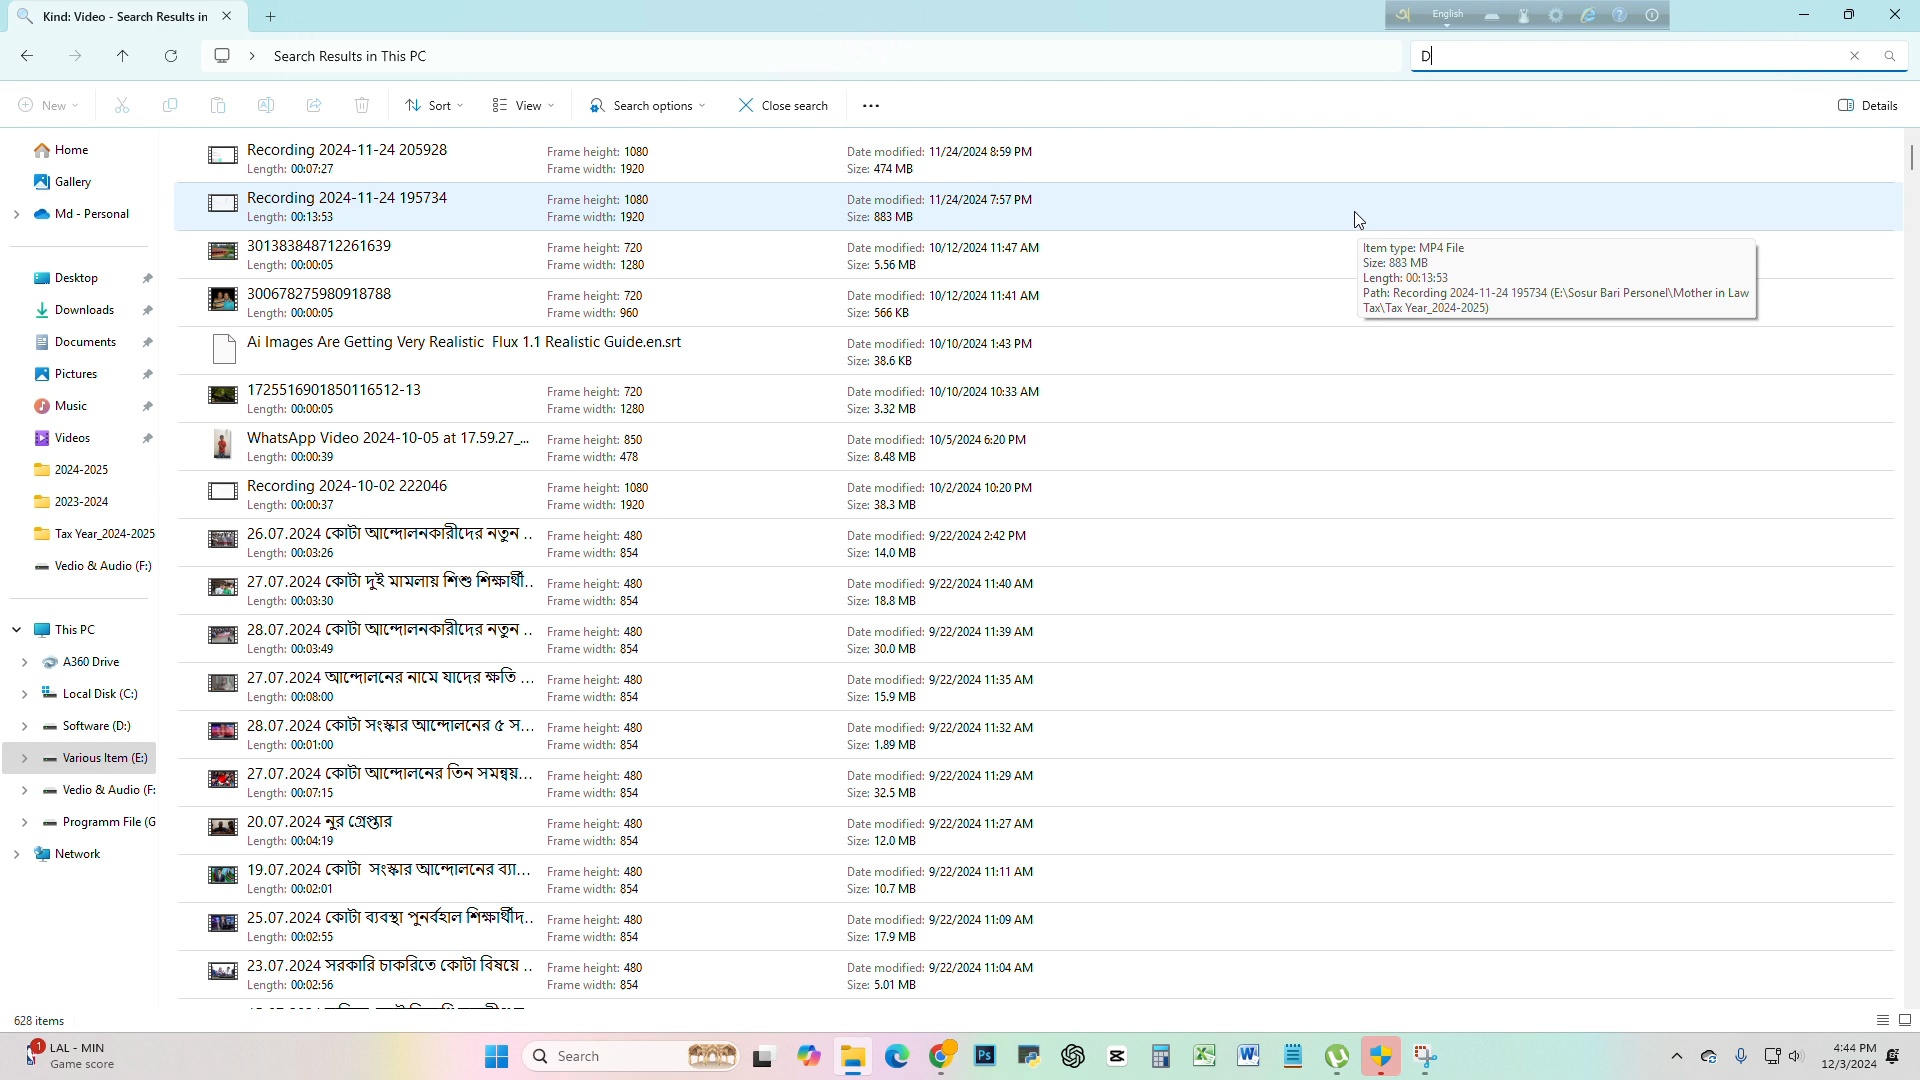 Kind: Video - Search Results in
English
Search Results in This PC
D
New
Sort
View
Search options
Close search
Details
Home
Gallery
Md - Personal
Desktop
Downloads
Documents
Pictures
Music
Videos
2024-2025
2023-2024
Tax Year_2024-2025
Vedio & Audio (F:)
This PC
A360 Drive
Local Disk (C:)
Software (D:)
Various Item (E:)
Vedio & Audio (F:
Programm File (G
Network
Recording 2024-11-24 205928 Frame height: 1080 Date modified: 11/24/2024 8:59 PM
Length: 00:07:27 Frame width: 1920 Size: 474 MB
Recording 2024-11-24 195734 Frame height: 1080 Date modified: 11/24/2024 7:57 PM
Length: 00:13:53 Frame width: 1920 Size: 883 MB
Item type: MP4 File
Size: 883 MB
Length: 00:13:53
Path: Recording 2024-11-24 195734 (E:\Sosur Bari Personel\Mother in Law
Tax\Tax Year_2024-2025)
301383848712261639 Frame height: 720 Date modified: 10/12/2024 11:47 AM
Length: 00:00:05 Frame width: 1280 Size: 5.56 MB
300678275980918788 Frame height: 720 Date modified: 10/12/2024 11:41 AM
Length: 00:00:05 Frame width: 960 Size: 566 KB
Ai Images Are Getting Very Realistic Flux 1.1 Realistic Guide.en.srt Date modified: 10/10/2024 1:43 PM
Size: 38.6 KB
1725516901850116512-13 Frame height: 720 Date modified: 10/10/2024 10:33 AM
Length: 00:00:05 Frame width: 1280 Size: 3.32 MB
WhatsApp Video 2024-10-05 at 17.59.27_... Frame height: 850 Date modified: 10/5/2024 6:20 PM
Length: 00:00:39 Frame width: 478 Size: 8.48 MB
Recording 2024-10-02 222046 Frame height: 1080 Date modified: 10/2/2024 10:20 PM
Length: 00:00:37 Frame width: 1920 Size: 38.3 MB
26.07.2024 কোটা আন্দোলনকারীদের নতুন .. Frame height: 480 Date modified: 9/22/2024 2:42 PM
Length: 00:03:26 Frame width: 854 Size: 14.0 MB
27.07.2024 কোটা দুই মামলায় শিশু শিক্ষার্থী.. Frame height: 480 Date modified: 9/22/2024 11:40 AM
Length: 00:03:30 Frame width: 854 Size: 18.8 MB
28.07.2024 কোটা আন্দোলনকারীদের নতুন .. Frame height: 480 Date modified: 9/22/2024 11:39 AM
Length: 00:03:49 Frame width: 854 Size: 30.0 MB
27.07.2024 আন্দোলনের নামে যাদের ক্ষতি ... Frame height: 480 Date modified: 9/22/2024 11:35 AM
Length: 00:08:00 Frame width: 854 Size: 15.9 MB
28.07.2024 কোটা সংস্কার আন্দোলনের ৫ স... Frame height: 480 Date modified: 9/22/2024 11:32 AM
Length: 00:01:00 Frame width: 854 Size: 1.89 MB
27.07.2024 কোটা আন্দোলনের তিন সমন্বয়... Frame height: 480 Date modified: 9/22/2024 11:29 AM
Length: 00:07:15 Frame width: 854 Size: 32.5 MB
20.07.2024 নুর গ্রেপ্তার Frame height: 480 Date modified: 9/22/2024 11:27 AM
Length: 00:04:19 Frame width: 854 Size: 12.0 MB
19.07.2024 কোটা সংস্কার আন্দোলনের ব্যা... Frame height: 480 Date modified: 9/22/2024 11:11 AM
Length: 00:02:01 Frame width: 854 Size: 10.7 MB
25.07.2024 কোটা ব্যবস্থা পুনর্বহাল শিক্ষার্থীদ.. Frame height: 480 Date modified: 9/22/2024 11:09 AM
Length: 00:02:55 Frame width: 854 Size: 17.9 MB
23.07.2024 সরকারি চাকরিতে কোটা বিষয়ে .. Frame height: 480 Date modified: 9/22/2024 11:04 AM
Length: 00:02:56 Frame width: 854 Size: 5.01 MB
628 items
1
LAL - MIN
Game score
Search
Ps
4:44 PM
12/3/2024